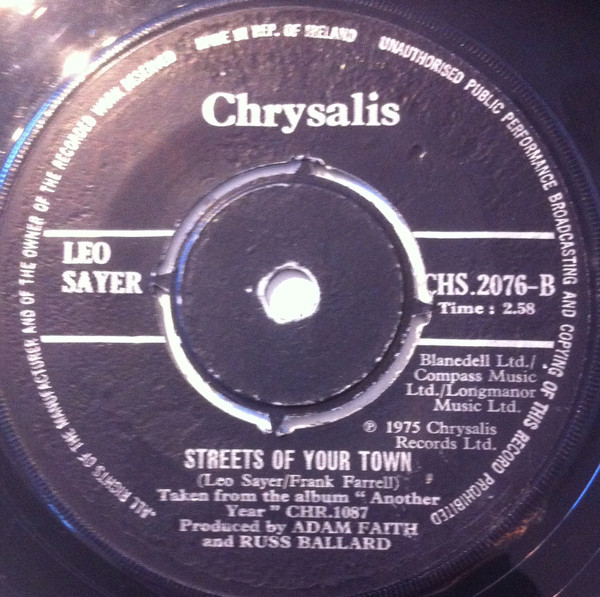 MADE IN REP. OF IRELAND
UNAUTHORISED PUBLIC PERFORMANCE BROADCASTING AND COPYING OF THIS RECORD PROHIBITED
ALL RIGHTS OF THE MANUFACTURER AND OF THE OWNER OF THE RECORDED WORK RESERVED
Chrysalis
LEO
SAYER
CHS.2076-B
Time : 2.58
Blanedell Ltd./
Compass Music
Ltd./Longmanor
Music Ltd.
℗ 1975 Chrysalis
Records Ltd.
STREETS OF YOUR TOWN
(Leo Sayer/Frank Farrell)
Taken from the album “ Another
Year ” CHR.1087
Produced by ADAM FAITH
and RUSS BALLARD